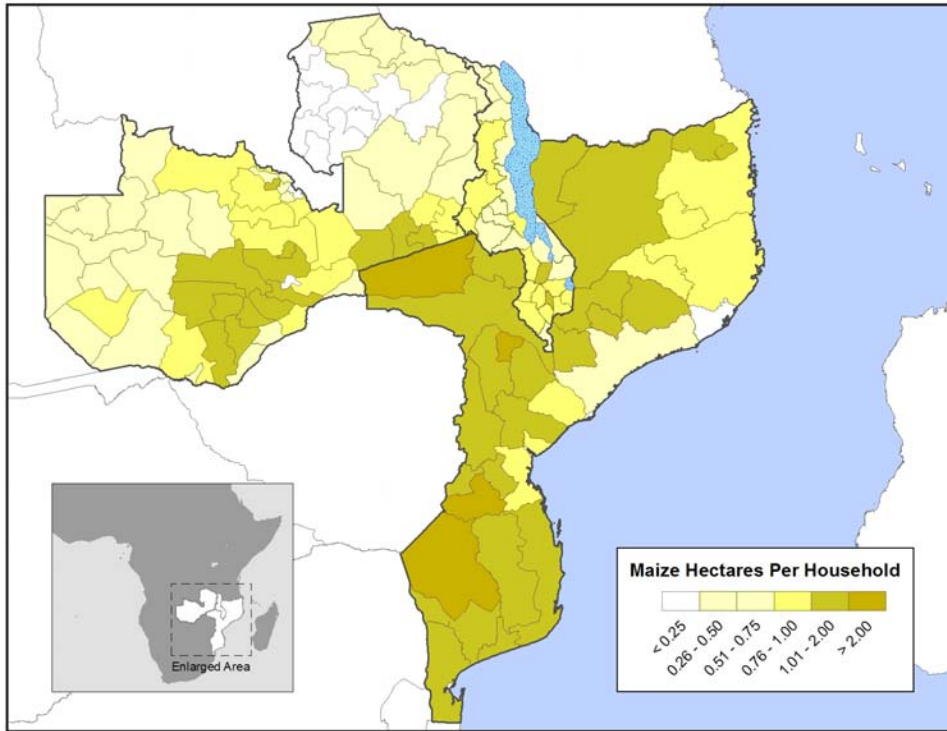 Enlarged Area
Maize Hectares Per Household
< 0.25
0.26 - 0.50
0.51 - 0.75
0.76 - 1.00
1.01 - 2.00
> 2.00